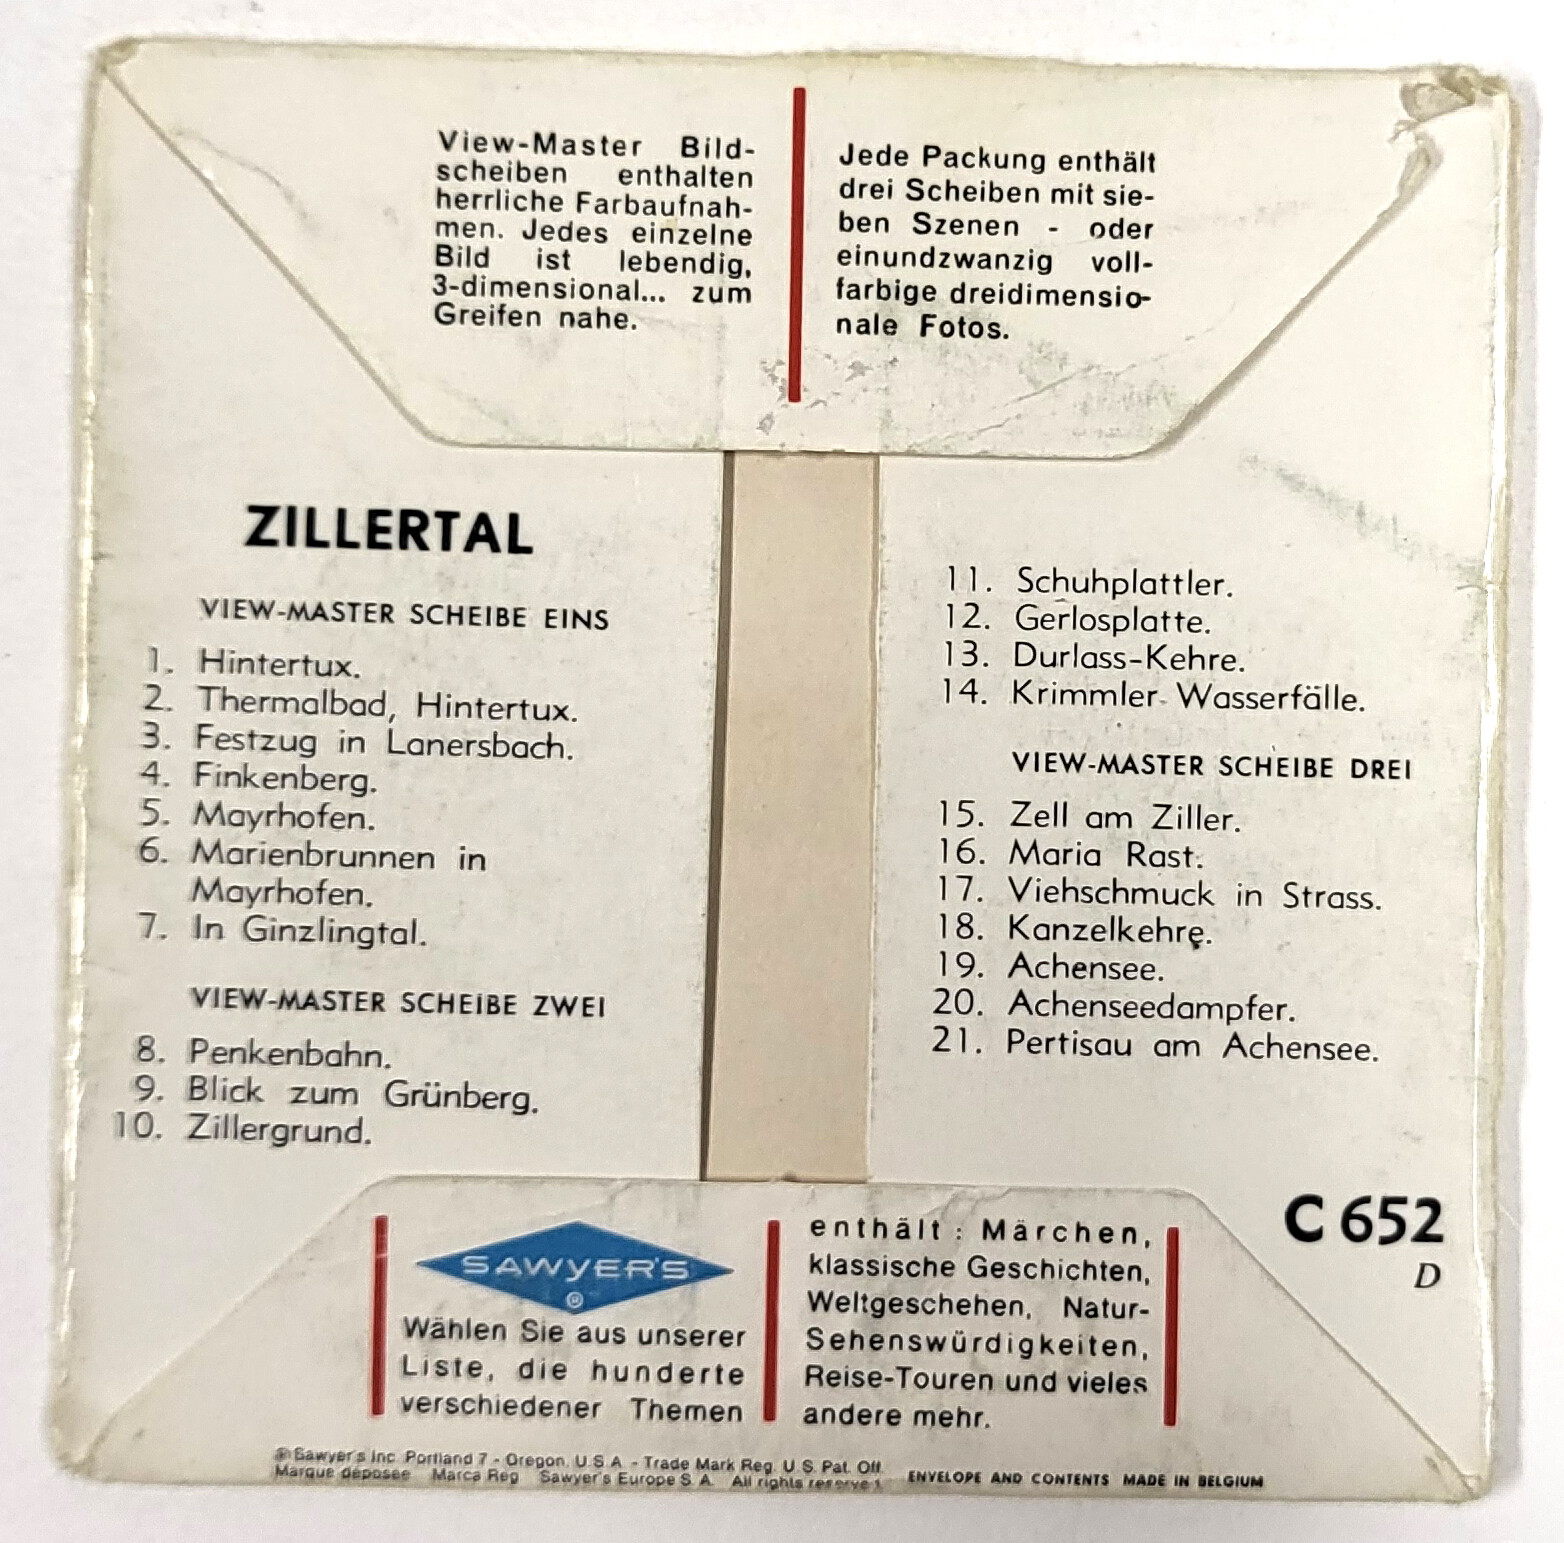 View-Master Bild-
scheiben enthalten
herrliche Farbaufnah-
men. Jedes einzelne
Bild ist lebendig,
3-dimensional... zum
Greifen nahe.
Jede Packung enthält
drei Scheiben mit sie-
ben Szenen - oder
einundzwanzig voll-
farbige dreidimensio-
nale Fotos.
ZILLERTAL
VIEW-MASTER SCHEIBE EINS
1. Hintertux.
2. Thermalbad, Hintertux.
3. Festzug in Lanersbach.
4. Finkenberg.
5. Mayrhofen.
6. Marienbrunnen in
Mayrhofen.
7. In Ginzlingtal.
VIEW-MASTER SCHEIBE ZWEI
8. Penkenbahn.
9. Blick zum Grünberg.
10. Zillergrund.
11. Schuhplattler.
12. Gerlosplatte.
13. Durlass-Kehre.
14. Krimmler Wasserfälle.
VIEW-MASTER SCHEIBE DREI
15. Zell am Ziller.
16. Maria Rast.
17. Viehschmuck in Strass.
18. Kanzelkehre.
19. Achensee.
20. Achenseedampfer.
21. Pertisau am Achensee.
C 652
D
SAWYER'S
®
Wählen Sie aus unserer
Liste, die hunderte
verschiedener Themen
enthält : Märchen,
klassische Geschichten,
Weltgeschehen, Natur-
Sehenswürdigkeiten,
Reise-Touren und vieles
andere mehr.
Sawyer's Inc Portland 7 - Oregon. U.S.A. - Trade Mark Reg. U.S. Pat. Off.
Marque déposée Marca Reg Sawyer's Europe S.A. All rights reserved
ENVELOPE AND CONTENTS MADE IN BELGIUM